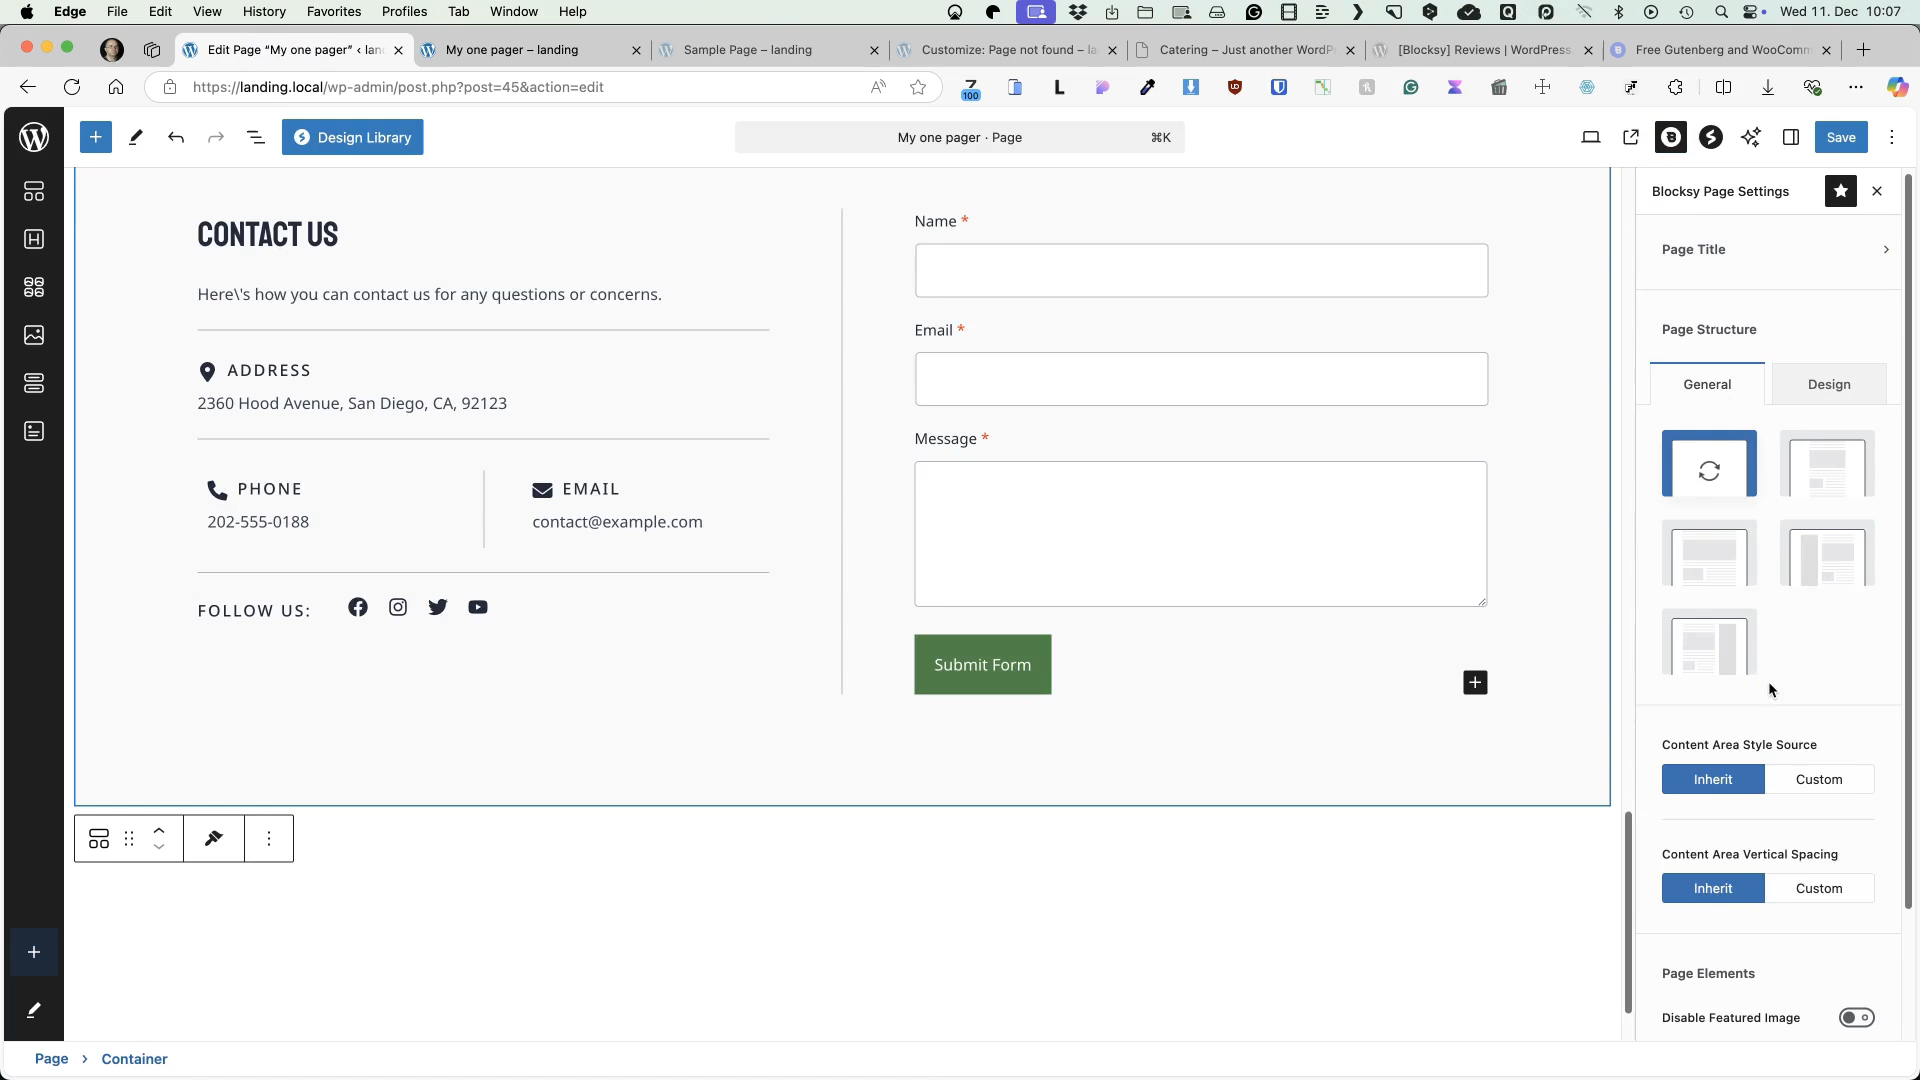 Edge File Edit View History Favorites Profiles Tab Window Help
Wed 11. Dec 10:07
Edit Page “My one pager” ‹ lan
My one pager – landing
Sample Page – landing
Customize: Page not found – la
Catering – Just another WordP
[Blocksy] Reviews | WordPress.
Free Gutenberg and WooComm
https://landing.local/wp-admin/post.php?post=45&action=edit
100
Design Library
My one pager · Page
⌘K
Save
CONTACT US
Here\'s how you can contact us for any questions or concerns.
ADDRESS
2360 Hood Avenue, San Diego, CA, 92123
PHONE
202-555-0188
EMAIL
contact@example.com
FOLLOW US:
Name *
Email *
Message *
Submit Form
Blocksy Page Settings
Page Title
Page Structure
General
Design
Content Area Style Source
Inherit
Custom
Content Area Vertical Spacing
Inherit
Custom
Page Elements
Disable Featured Image
Page › Container